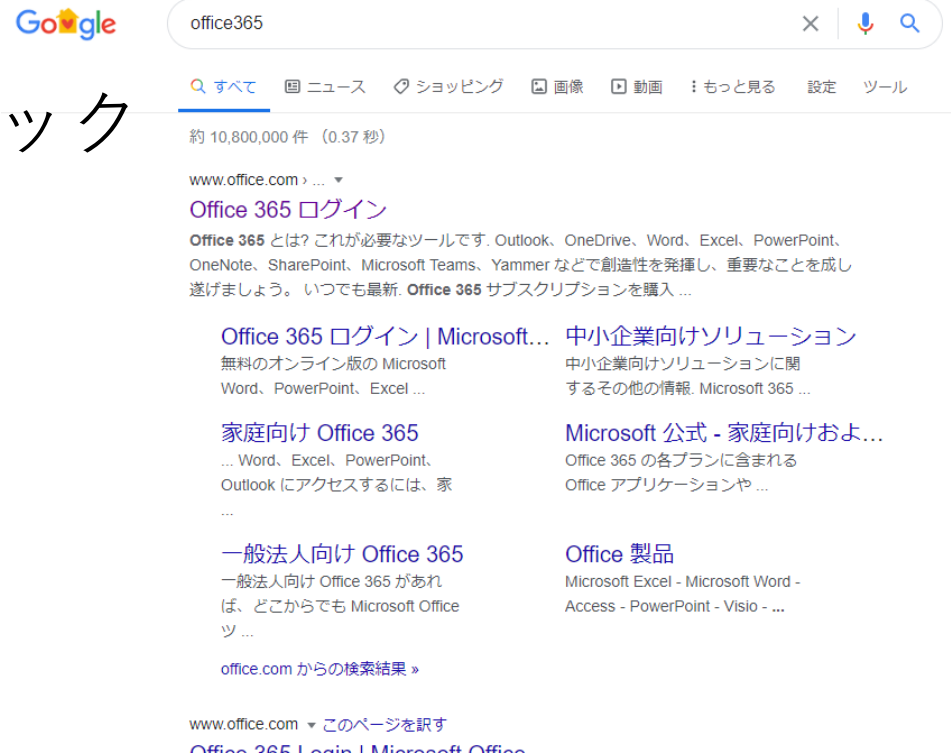 Google
office365
すべて ニュース ショッピング 画像 動画 もっと見る 設定 ツール
ック
約 10,800,000 件 （0.37 秒）
www.office.com › ...
Office 365 ログイン
Office 365 とは? これが必要なツールです. Outlook、OneDrive、Word、Excel、PowerPoint、
OneNote、SharePoint、Microsoft Teams、Yammer などで創造性を発揮し、重要なことを成し
遂げましょう。 いつでも最新. Office 365 サブスクリプションを購入 ...
Office 365 ログイン | Microsoft...
無料のオンライン版の Microsoft
Word、PowerPoint、Excel ...
中小企業向けソリューション
中小企業向けソリューションに関
するその他の情報. Microsoft 365 ...
家庭向け Office 365
... Word、Excel、PowerPoint、
Outlook にアクセスするには、家
...
Microsoft 公式 - 家庭向けおよ...
Office 365 の各プランに含まれる
Office アプリケーションや ...
一般法人向け Office 365
一般法人向け Office 365 があれ
ば、どこからでも Microsoft Office
ツ ...
Office 製品
Microsoft Excel - Microsoft Word -
Access - PowerPoint - Visio - ...
office.com からの検索結果 »
www.office.com このページを訳す
Office 365 Login | Microsoft Office